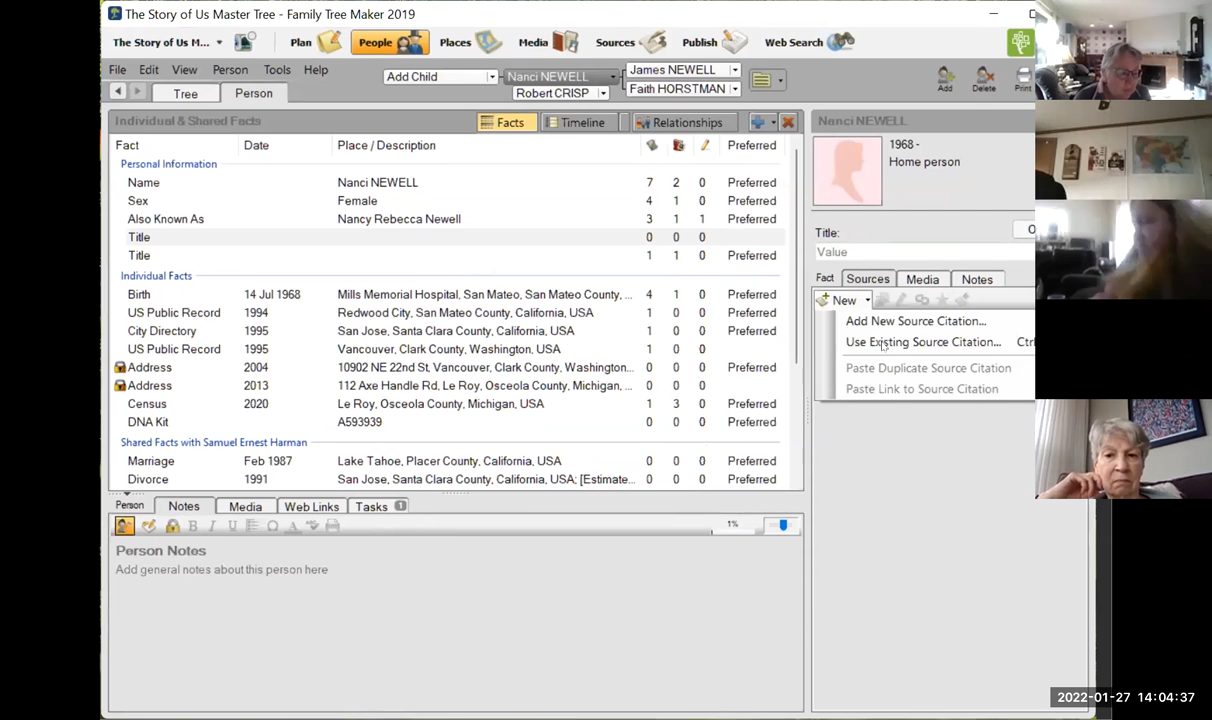 The Story of Us Master Tree - Family Tree Maker 2019
The Story of Us M... Plan People Places Media Sources Publish Web Search
File Edit View Person Tools Help
Add Child Nanci NEWELL James NEWELL
Robert CRISP Faith HORSTMAN
Add Delete Print
Tree Person
Individual & Shared Facts Facts Timeline Relationships
Fact Date Place / Description Preferred
Personal Information
Name Nanci NEWELL 7 2 0 Preferred
Sex Female 4 1 0 Preferred
Also Known As Nancy Rebecca Newell 3 1 1 Preferred
Title 0 0 0
Title 1 1 0 Preferred
Individual Facts
Birth 14 Jul 1968 Mills Memorial Hospital, San Mateo, San Mateo County, ... 4 1 0 Preferred
US Public Record 1994 Redwood City, San Mateo County, California, USA 1 0 0 Preferred
City Directory 1995 San Jose, Santa Clara County, California, USA 1 0 0 Preferred
US Public Record 1995 Vancouver, Clark County, Washington, USA 1 0 0
Address 2004 10902 NE 22nd St, Vancouver, Clark County, Washingto... 0 0 0 Preferred
Address 2013 112 Axe Handle Rd, Le Roy, Osceola County, Michigan, ... 0 0 0
Census 2020 Le Roy, Osceola County, Michigan, USA 1 3 0 Preferred
DNA Kit A593939 0 0 0 Preferred
Shared Facts with Samuel Ernest Harman
Marriage Feb 1987 Lake Tahoe, Placer County, California, USA 0 0 0 Preferred
Divorce 1991 San Jose, Santa Clara County, California, USA; [Estimate... 0 0 0 Preferred
Person Notes Media Web Links Tasks 1
B I U Ω A 1%
Person Notes
Add general notes about this person here
Nanci NEWELL
1968 -
Home person
Title: O
Value
Fact Sources Media Notes
New
Add New Source Citation...
Use Existing Source Citation... Ctrl
Paste Duplicate Source Citation
Paste Link to Source Citation
2022-01-27 14:04:37